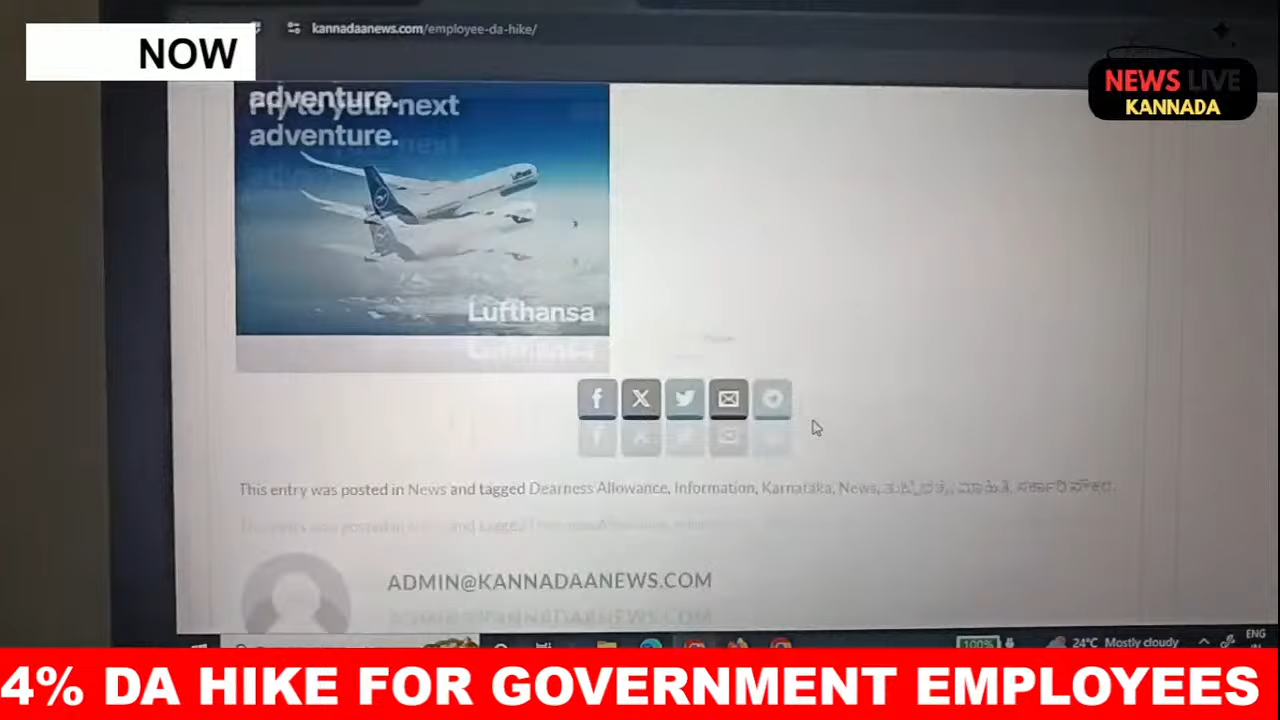 kannadaanews.com/employee-da-hike/
NOW
NEWS LIVE
KANNADA
adventure.
Fly to your next
adventure.
Lufthansa
Lufthansa
This entry was posted in News and tagged Dearness Allowance, Information, Karnataka, News,
ADMIN@KANNADAANEWS.COM
100%
24°C Mostly cloudy
ENG
4% DA HIKE FOR GOVERNMENT EMPLOYEES